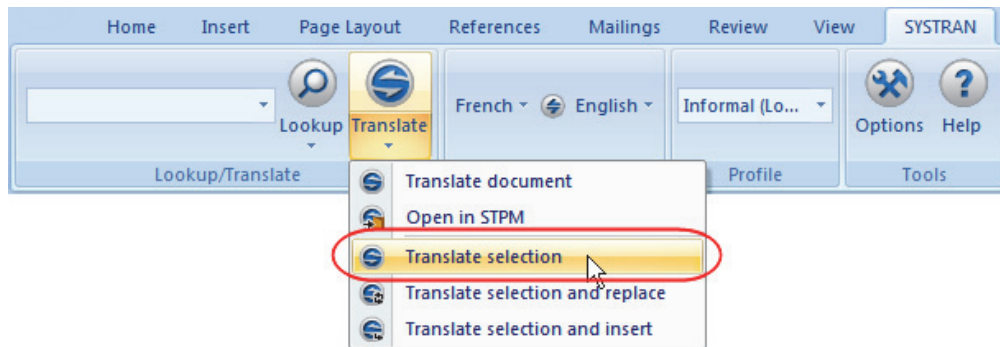 Home Insert Page Layout References Mailings Review View SYSTRAN
French English Informal (Lo...
Lookup Translate Options Help
Lookup/Translate Profile Tools
Translate document
Open in STPM
Translate selection
Translate selection and replace
Translate selection and insert